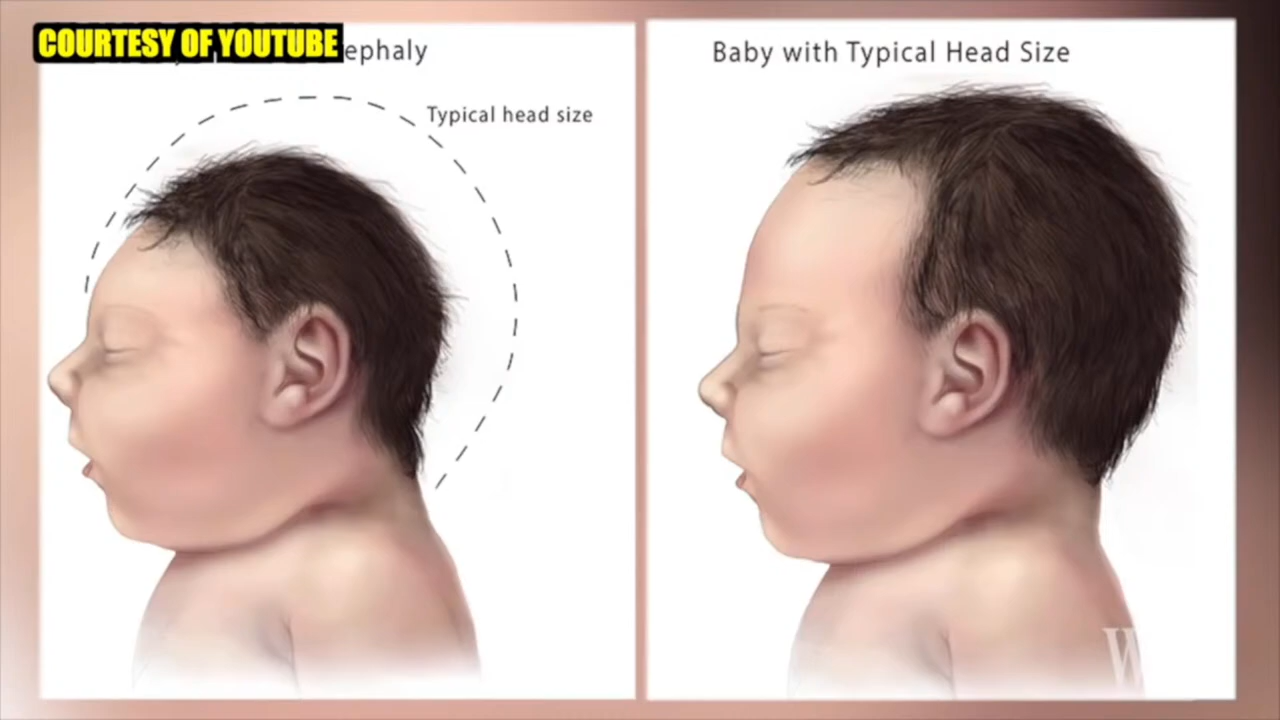 COURTESY OF YOUTUBE
ephaly
Typical head size
Baby with Typical Head Size
W